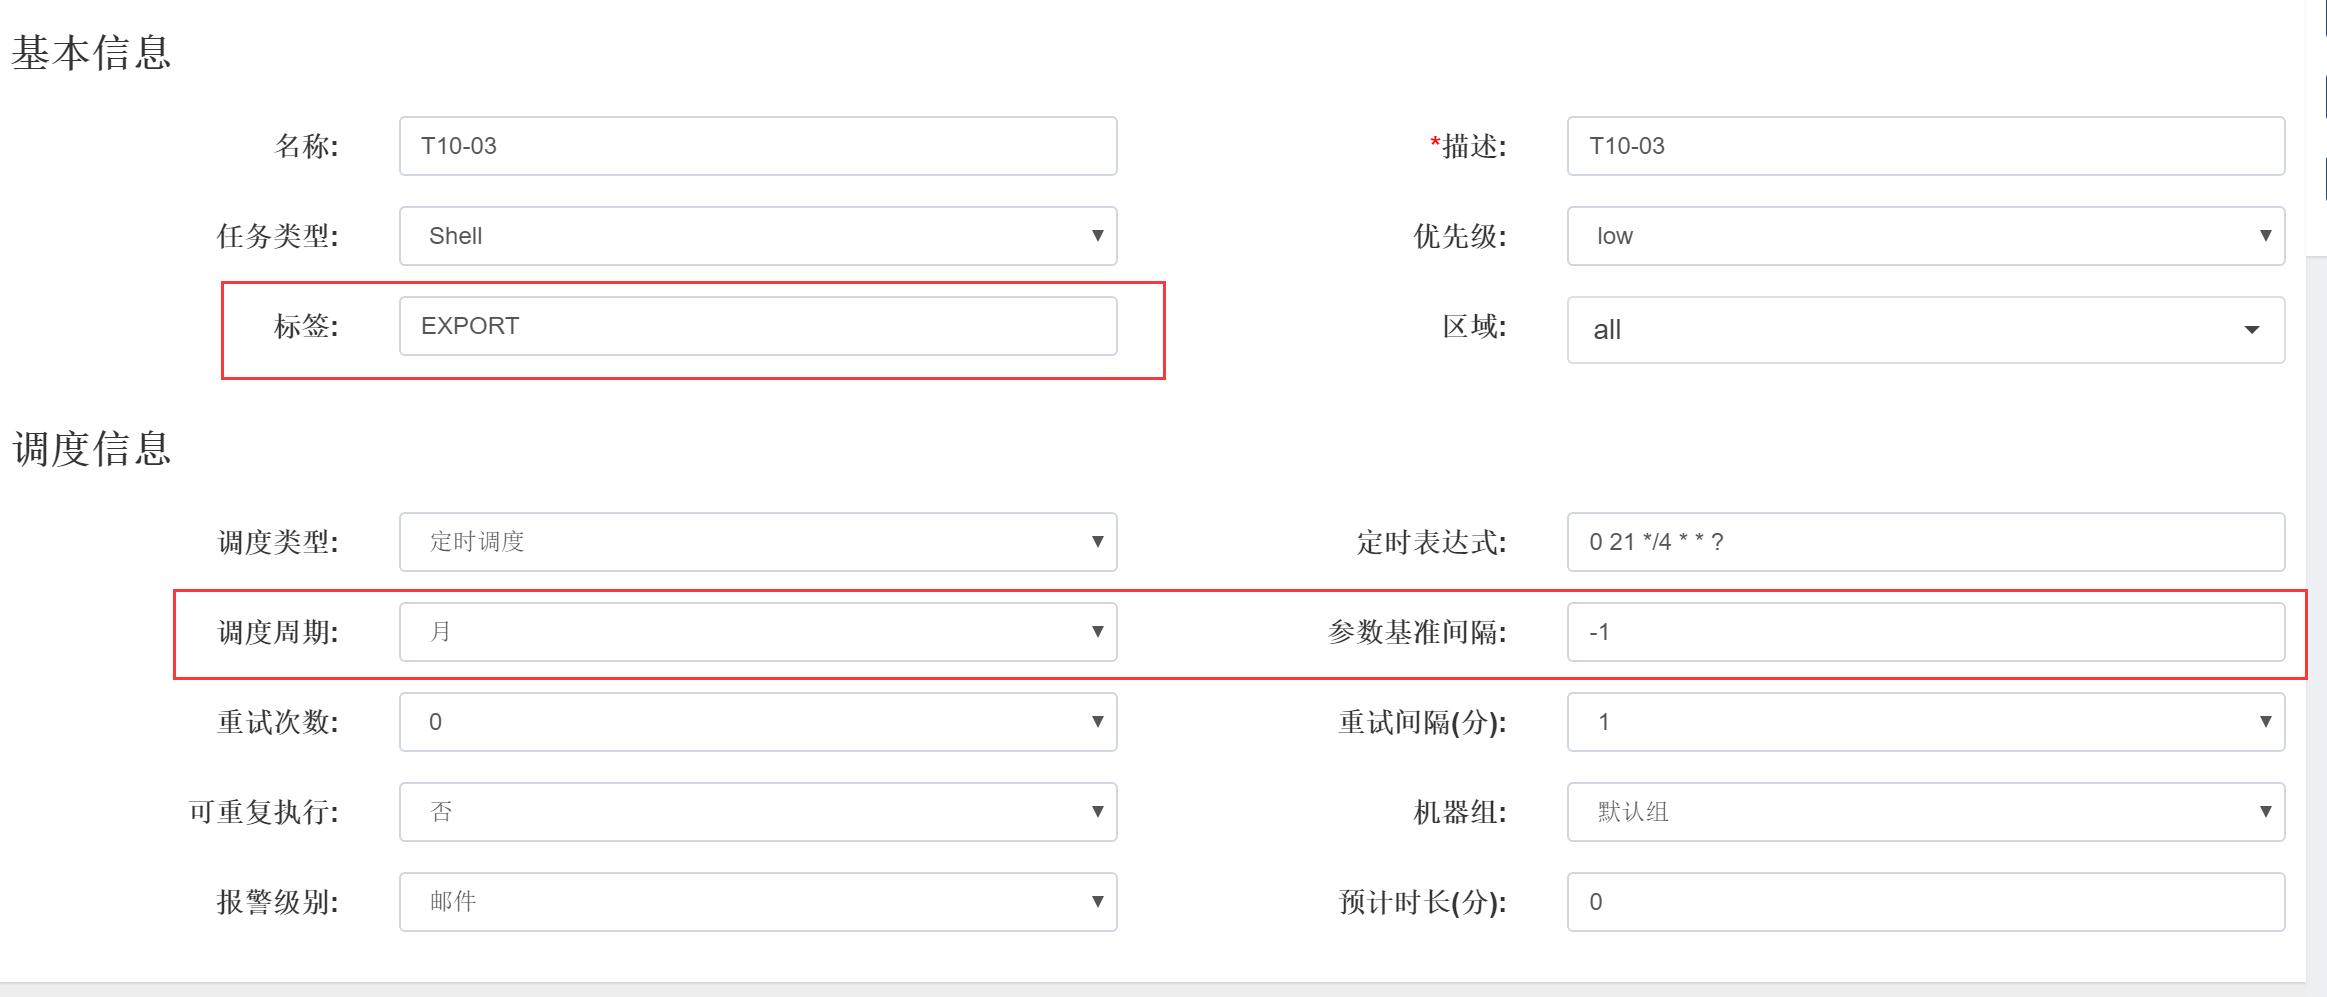 基本信息
名称: T10-03 *描述: T10-03
任务类型: Shell 优先级: low
标签: EXPORT 区域: all
调度信息
调度类型: 定时调度 定时表达式: 0 21 */4 * * ?
调度周期: 月 参数基准间隔: -1
重试次数: 0 重试间隔(分): 1
可重复执行: 否 机器组: 默认组
报警级别: 邮件 预计时长(分): 0